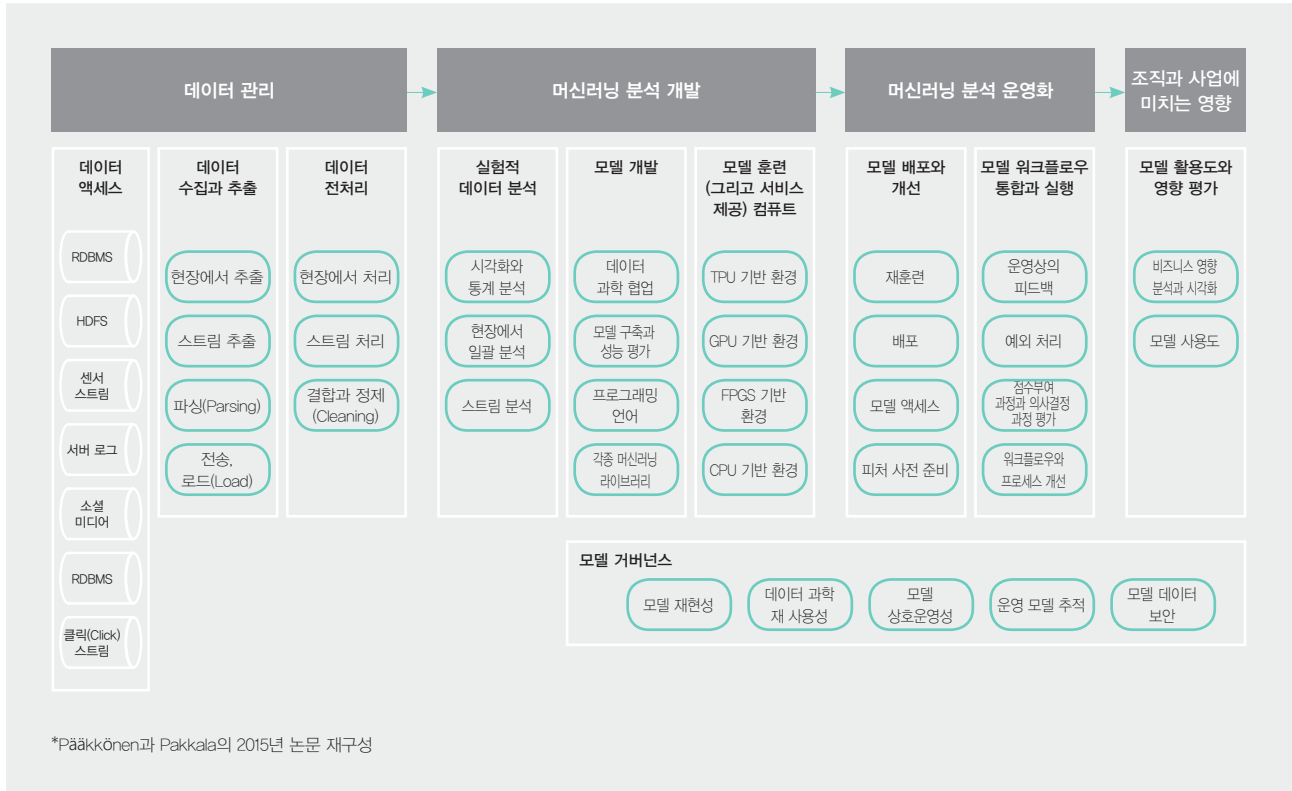 데이터 관리
머신러닝 분석 개발
머신러닝 분석 운영화
조직과 사업에
미치는 영향
데이터
액세스
RDBMS
HDFS
센서
스트림
서버 로그
소셜
미디어
RDBMS
클릭(Click)
스트림
데이터
수집과 추출
현장에서 추출
스트림 추출
파싱(Parsing)
전송,
로드(Load)
데이터
전처리
현장에서 처리
스트림 처리
결합과 정제
(Cleaning)
실험적
데이터 분석
시각화와
통계 분석
현장에서
일괄 분석
스트림 분석
모델 개발
데이터
과학 협업
모델 구축과
성능 평가
프로그래밍
언어
각종 머신러닝
라이브러리
모델 훈련
(그리고 서비스
제공) 컴퓨트
TPU 기반 환경
GPU 기반 환경
FPGS 기반
환경
CPU 기반 환경
모델 배포와
개선
재훈련
배포
모델 액세스
피처 사전 준비
모델 워크플로우
통합과 실행
운영상의
피드백
예외 처리
점수부여
과정과 의사결정
과정 평가
워크플로우와
프로세스 개선
모델 활용도와
영향 평가
비즈니스 영향
분석과 시각화
모델 사용도
모델 거버넌스
모델 재현성
데이터 과학
재 사용성
모델
상호운영성
운영 모델 추적
모델 데이터
보안
*Pääkkönen과 Pakkala의 2015년 논문 재구성